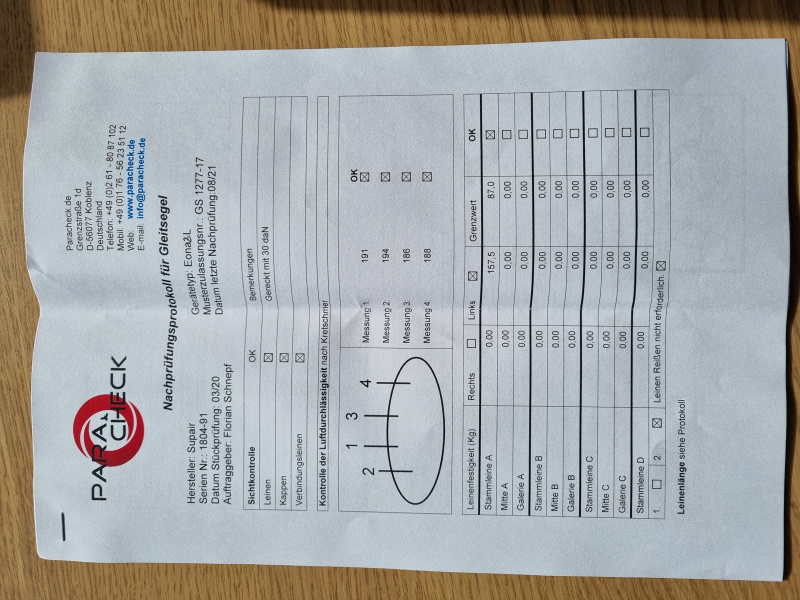 PARA CHECK
Paracheck.de
Grenzstraße 1d
D-56077 Koblenz
Deutschland
Telefon: +49 (0)2 61 - 80 87 102
Mobil: +49 (0)1 76 - 56 23 51 12
Web: www.paracheck.de
E-mail: info@paracheck.de
Nachprüfungsprotokoll für Gleitsegel
Hersteller: Supair Gerätetyp: Eona2L
Serien Nr.: 1804-91 Musterzulassungsnr.: GS 1277-17
Datum Stückprüfung: 03/20 Datum letzte Nachprüfung:08/21
Auftraggeber: Florian Schnepf
Sichtkontrolle OK Bemerkungen
Leinen ☒ Gereckt mit 30 daN
Kappen ☒
Verbindungsleinen ☒
Kontrolle der Luftdurchlässigkeit nach Kretschmer
OK
2 1 3 4
Messung 1: 191 ☒
Messung 2: 194 ☒
Messung 3: 186 ☒
Messung 4: 188 ☒
Leinenfestigkeit (Kg) Rechts ☐ Links ☒ Grenzwert OK
Stammleine A 0.00 157,5 87,0 ☒
Mitte A 0.00 0.00 0.00 ☐
Galerie A 0.00 0.00 0.00 ☐
Stammleine B 0.00 0.00 0.00 ☐
Mitte B 0.00 0.00 0.00 ☐
Galerie B 0.00 0.00 0.00 ☐
Stammleine C 0.00 0.00 0.00 ☐
Mitte C 0.00 0.00 0.00 ☐
Galerie C 0.00 0.00 0.00 ☐
Stammleine D 0.00 0.00 0.00 ☐
1 ☐ 2 ☒ Leinen Reißen nicht erforderlich. ☒
Leinenlänge siehe Protokoll